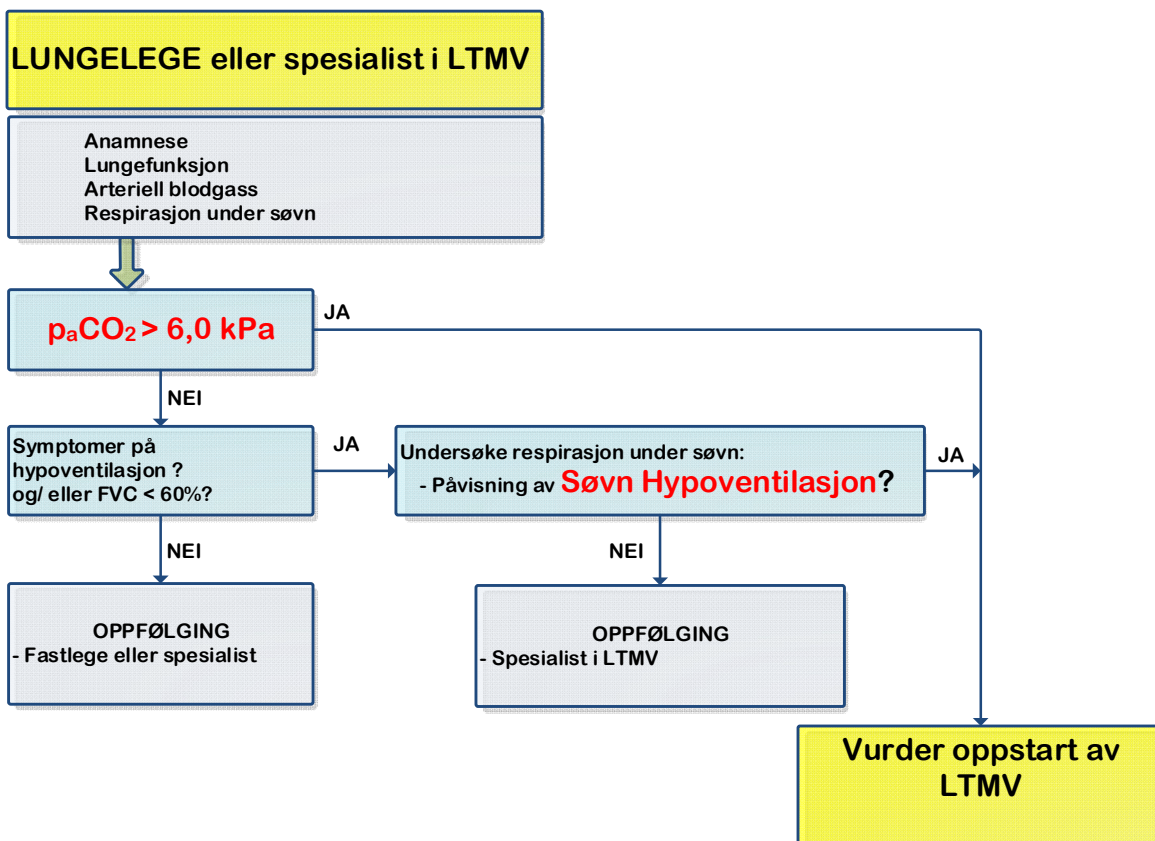 LUNGELEGE eller spesialist i LTMV
Anamnese
Lungefunksjon
Arteriell blodgass
Respirasjon under søvn
paCO2 > 6,0 kPa
JA
NEI
Symptomer på
hypoventilasjon ?
og/ eller FVC < 60%?
JA
Undersøke respirasjon under søvn:
- Påvisning av Søvn Hypoventilasjon?
JA
NEI
NEI
OPPFØLGING
- Fastlege eller spesialist
OPPFØLGING
- Spesialist i LTMV
Vurder oppstart av
LTMV